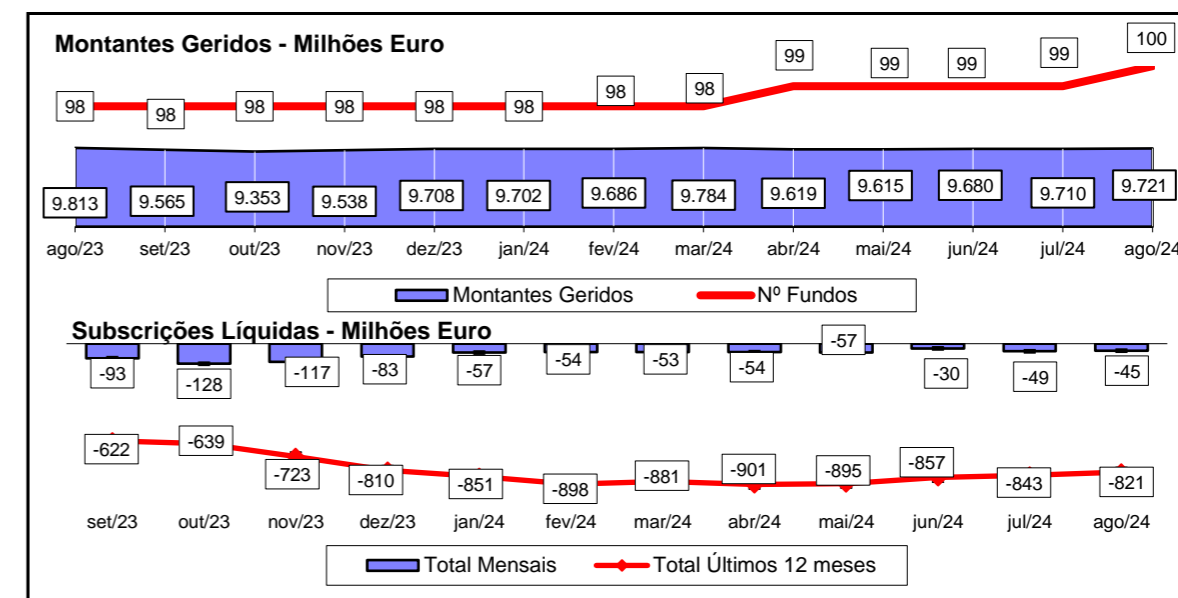 Montantes Geridos - Milhões Euro
98 98 98 98 98 98 98 98 99 99 99 99 100
9.813 9.565 9.353 9.538 9.708 9.702 9.686 9.784 9.619 9.615 9.680 9.710 9.721
ago/23 set/23 out/23 nov/23 dez/23 jan/24 fev/24 mar/24 abr/24 mai/24 jun/24 jul/24 ago/24
Montantes Geridos Nº Fundos
Subscrições Líquidas - Milhões Euro
-93 -128 -117 -83 -57 -54 -53 -54 -57 -30 -49 -45
-622 -639 -723 -810 -851 -898 -881 -901 -895 -857 -843 -821
set/23 out/23 nov/23 dez/23 jan/24 fev/24 mar/24 abr/24 mai/24 jun/24 jul/24 ago/24
Total Mensais Total Últimos 12 meses